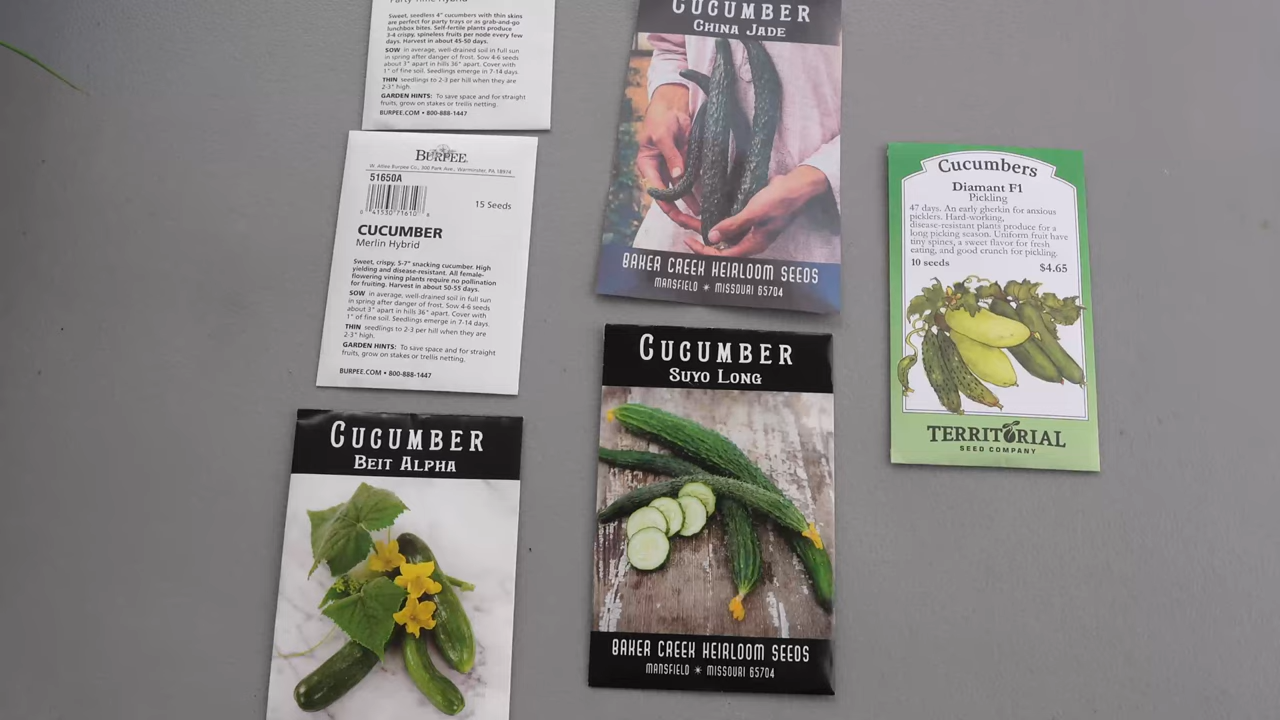 Party Time Hybrid
Sweet, seedless 4" cucumbers with thin skins
are perfect for party trays or as grab-and-go
lunchbox bites. Self-fertile plants produce
3-4 crispy, spineless fruits per node every few
days. Harvest in about 45-50 days.
SOW in average, well-drained soil in full sun
in spring after danger of frost. Sow 4-6 seeds
about 3" apart in hills 36" apart. Cover with
1" of fine soil. Seedlings emerge in 7-14 days.
THIN seedlings to 2-3 per hill when they are
2-3" high.
GARDEN HINTS: To save space and for straight
fruits, grow on stakes or trellis netting.
BURPEE.COM • 800-888-1447
BURPEE
W. Atlee Burpee Co., 300 Park Ave., Warminster, PA 18974
51650A
15 Seeds
CUCUMBER
Merlin Hybrid
Sweet, crispy, 5-7" snacking cucumber. High
yielding and disease-resistant. All female-
flowering vining plants require no pollination
for fruiting. Harvest in about 50-55 days.
SOW in average, well-drained soil in full sun
in spring after danger of frost. Sow 4-6 seeds
about 3" apart in hills 36" apart. Cover with
1" of fine soil. Seedlings emerge in 7-14 days.
THIN seedlings to 2-3 per hill when they are
2-3" high.
GARDEN HINTS: To save space and for straight
fruits, grow on stakes or trellis netting.
BURPEE.COM • 800-888-1447
CUCUMBER
BEIT ALPHA
CUCUMBER
CHINA JADE
BAKER CREEK HEIRLOOM SEEDS
MANSFIELD * MISSOURI 65704
CUCUMBER
SUYO LONG
BAKER CREEK HEIRLOOM SEEDS
MANSFIELD * MISSOURI 65704
Cucumbers
Diamant F1
Pickling
47 days. An early gherkin for anxious
picklers. Hard-working,
disease-resistant plants produce for a
long picking season. Uniform fruit have
tiny spines, a sweet flavor for fresh
eating, and good crunch for pickling.
10 seeds
$4.65
TERRITORIAL
SEED COMPANY